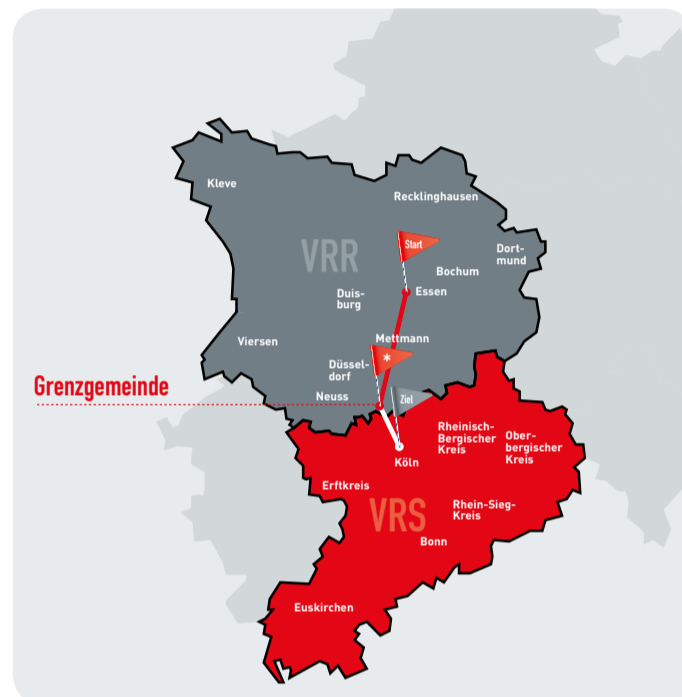 Kleve
Recklinghausen
VRR
Start
Dort-
mund
Bochum
Essen
Duis-
burg
Viersen
Mettmann
*
Düssel-
dorf
Grenzgemeinde
Neuss
Ziel
Rheinisch-
Bergischer
Kreis
Ober-
bergischer
Kreis
Köln
Erftkreis
VRS
Rhein-Sieg-
Kreis
Bonn
Euskirchen